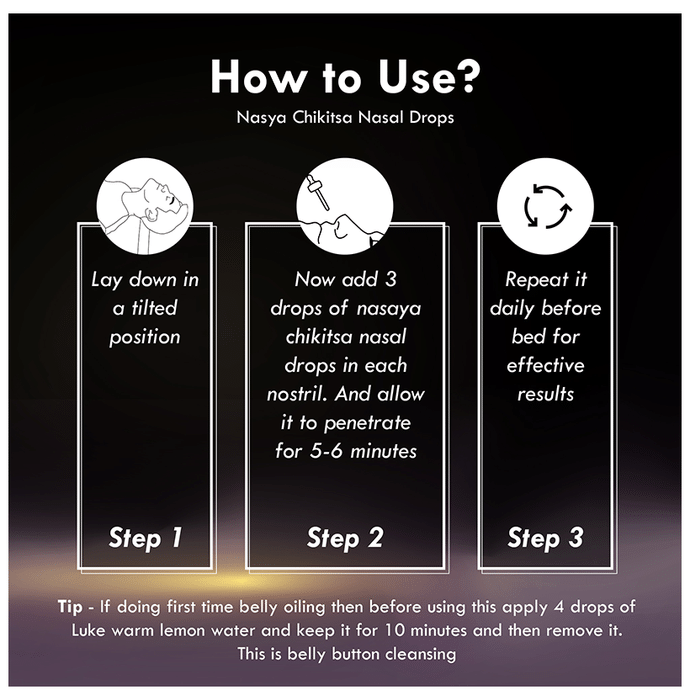 How to Use?
Nasya Chikitsa Nasal Drops
Lay down in
a tilted
position
Step 1
Now add 3
drops of nasaya
chikitsa nasal
drops in each
nostril. And allow
it to penetrate
for 5-6 minutes
Step 2
Repeat it
daily before
bed for
effective
results
Step 3
Tip - If doing first time belly oiling then before using this apply 4 drops of
Luke warm lemon water and keep it for 10 minutes and then remove it.
This is belly button cleansing